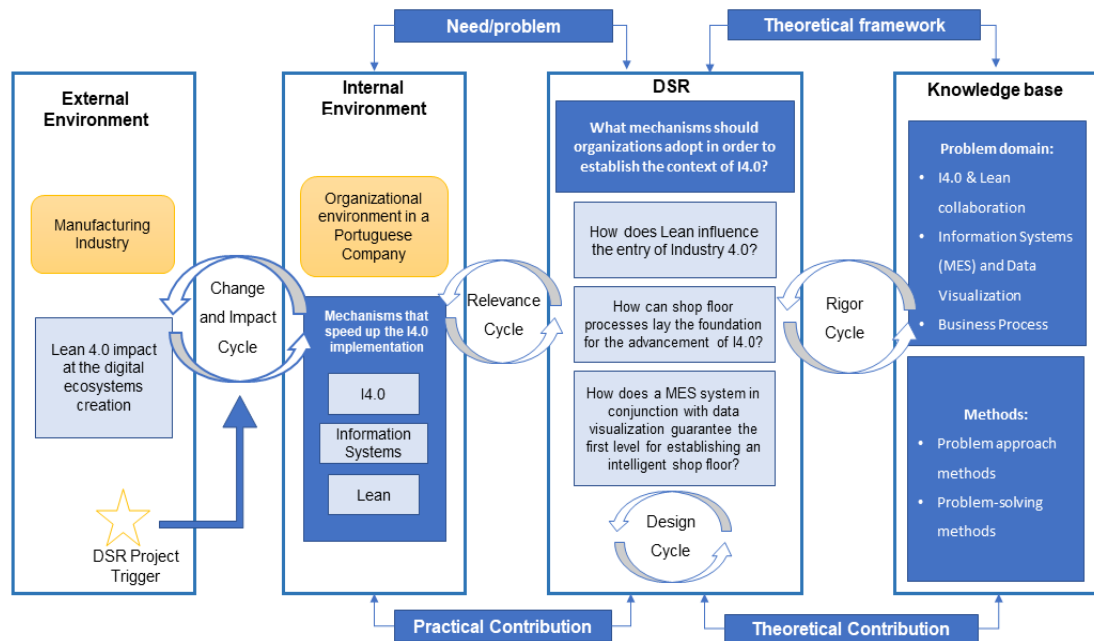 Need/problem
Theoretical framework
External
Environment
Manufacturing
Industry
Lean 4.0 impact
at the digital
ecosystems
creation
DSR Project
Trigger
Change
and Impact
Cycle
Internal
Environment
Organizational
environment in a
Portuguese
Company
Mechanisms that
speed up the I4.0
implementation
I4.0
Information
Systems
Lean
Relevance
Cycle
DSR
What mechanisms should
organizations adopt in order to
establish the context of I4.0?
How does Lean influence
the entry of Industry 4.0?
How can shop floor
processes lay the foundation
for the advancement of I4.0?
How does a MES system in
conjunction with data
visualization guarantee the
first level for establishing an
intelligent shop floor?
Design
Cycle
Rigor
Cycle
Knowledge base
Problem domain:
• I4.0 & Lean
collaboration
• Information Systems
(MES) and Data
Visualization
• Business Process
Methods:
• Problem approach
methods
• Problem-solving
methods
Practical Contribution
Theoretical Contribution